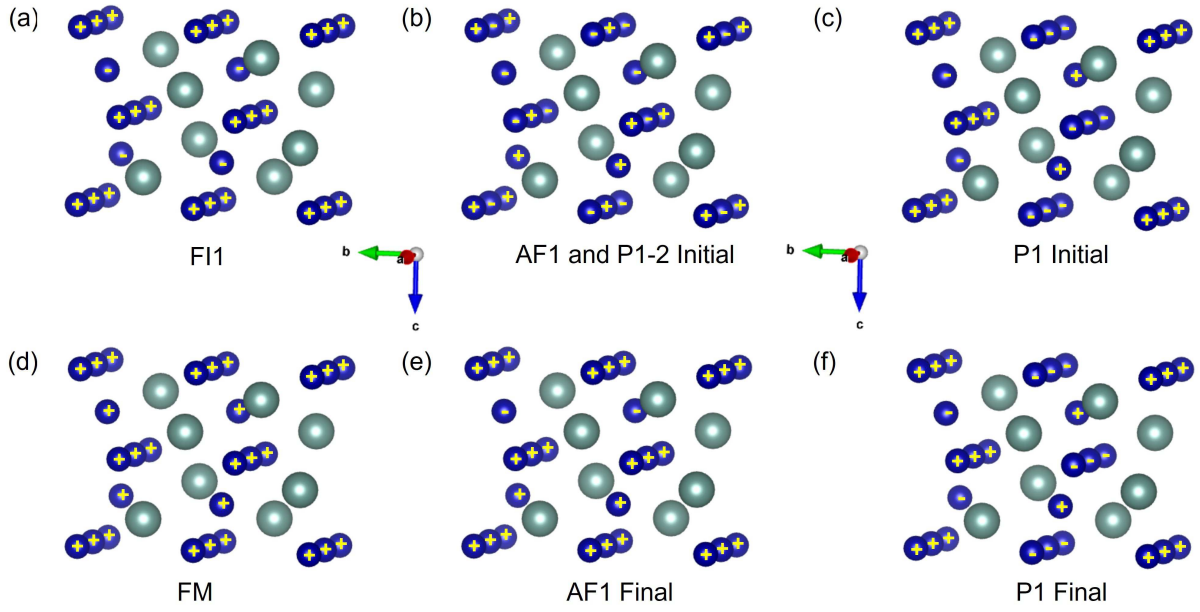 (a)
(b)
(c)
+ + +
+ + +
+ + +
-
-
+ + +
+ + +
-
-
+ + +
+ + +
+ + +
FI1
+ - +
- + -
+ - +
-
-
- + -
+ - +
+
+
+ - +
- + -
+ - +
AF1 and P1-2 Initial
+ + +
- - -
+ + +
-
+
+ + +
- - -
-
+
+ + +
- - -
+ + +
P1 Initial
b
a
c
b
a
c
(d)
(e)
(f)
+ + +
+ + +
+ + +
+
+
+ + +
+ + +
+
+
+ + +
+ + +
+ + +
FM
+ + +
+ + +
+ + +
-
-
+ + +
+ + +
+
+
+ + +
+ + +
+ + +
AF1 Final
+ + +
- - -
+ + +
-
+
+ + +
- - -
-
+
+ + +
- - -
+ + +
P1 Final